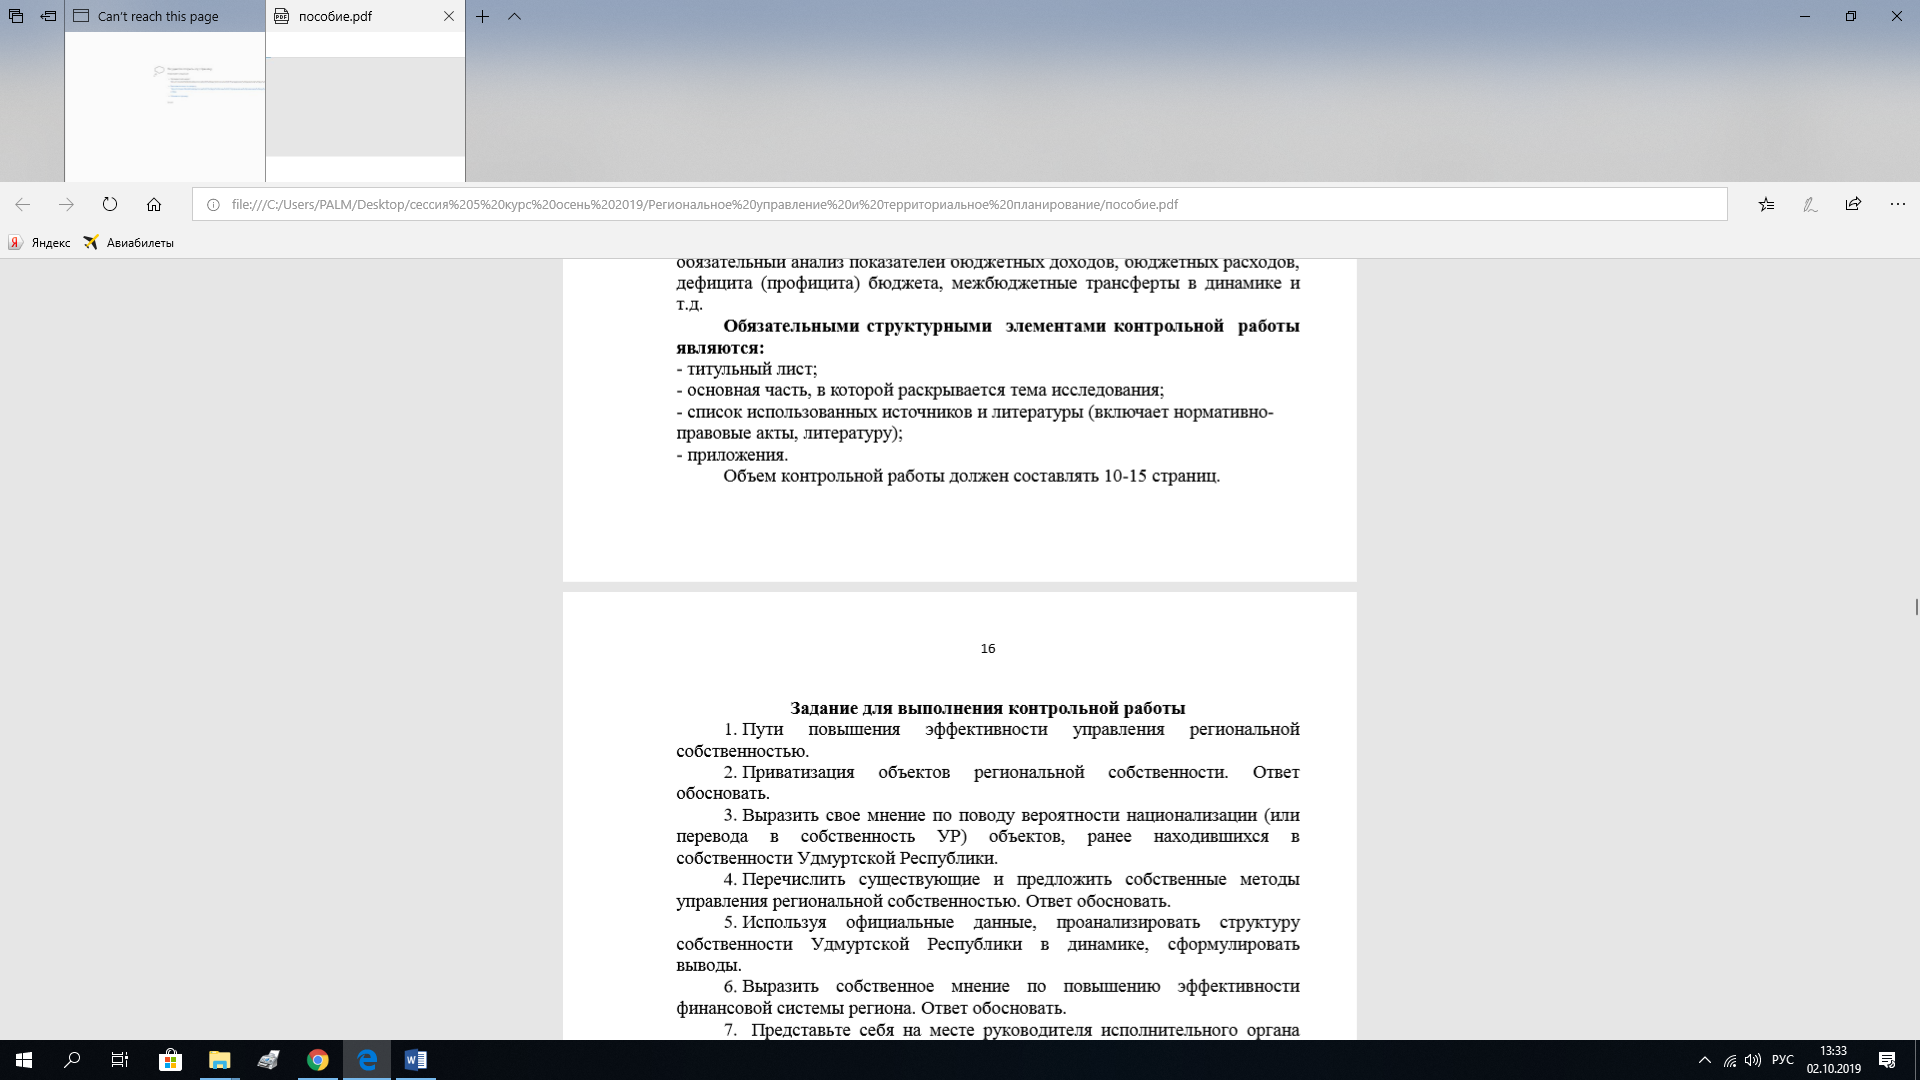 Can't reach this page
пособие.pdf
file:///C:/Users/PALM/Desktop/сессия%205%20курс%20осень%202019/Региональное%20управление%20и%20территориальное%20планирование/пособие.pdf
Яндекс
Авиабилеты
обязательный анализ показателей бюджетных доходов, бюджетных расходов,
дефицита (профицита) бюджета, межбюджетные трансферты в динамике и
т.д.
Обязательными структурными элементами контрольной работы
являются:
- титульный лист;
- основная часть, в которой раскрывается тема исследования;
- список использованных источников и литературы (включает нормативно-
правовые акты, литературу);
- приложения.
Объем контрольной работы должен составлять 10-15 страниц.
16
Задание для выполнения контрольной работы
1. Пути повышения эффективности управления региональной
собственностью.
2. Приватизация объектов региональной собственности. Ответ
обосновать.
3. Выразить свое мнение по поводу вероятности национализации (или
перевода в собственность УР) объектов, ранее находившихся в
собственности Удмуртской Республики.
4. Перечислить существующие и предложить собственные методы
управления региональной собственностью. Ответ обосновать.
5. Используя официальные данные, проанализировать структуру
собственности Удмуртской Республики в динамике, сформулировать
выводы.
6. Выразить собственное мнение по повышению эффективности
финансовой системы региона. Ответ обосновать.
7. Представьте себя на месте руководителя исполнительного органа
РУС
13:33
02.10.2019